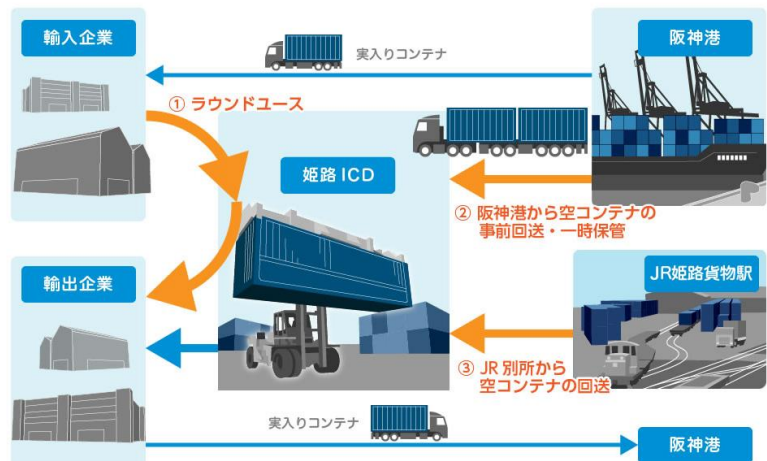 輸入企業
実入りコンテナ
阪神港
① ラウンドユース
姫路 ICD
② 阪神港から空コンテナの
事前回送・一時保管
輸出企業
JR姫路貨物駅
③ JR 別所から
空コンテナの回送
実入りコンテナ
阪神港